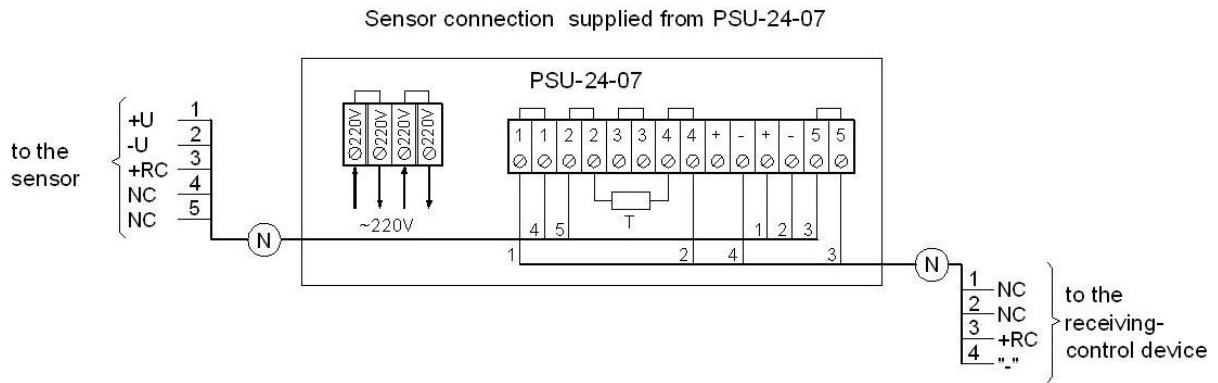 Sensor connection supplied from PSU-24-07
PSU-24-07
220V 220V 220V 220V
1 1 2 2 3 3 4 4 + - + - 5 5
to the
sensor
+U 1
-U 2
+RC 3
NC 4
NC 5
~220V
T
4 5 1 2 3
N
1 2 4 3
N
1 NC
2 NC
3 +RC
4 "-"
to the
receiving-
control device